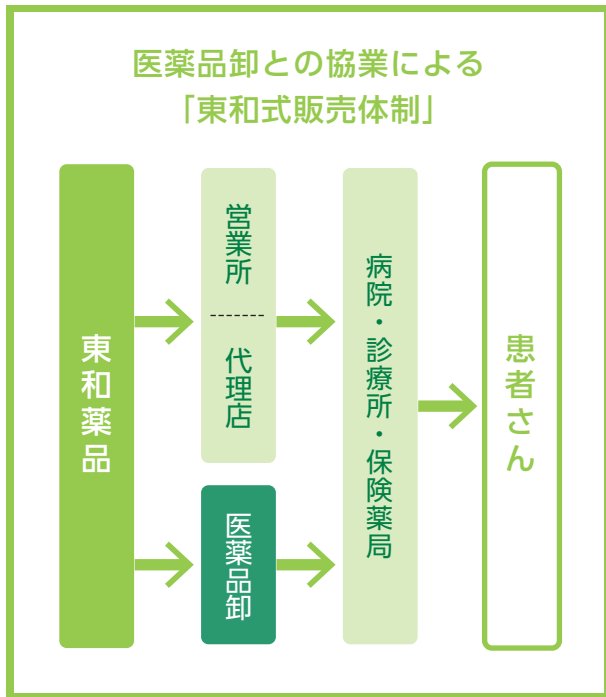 医薬品卸との協業による
「東和式販売体制」
東和薬品
営業所
代理店
医薬品卸
病院・診療所・保険薬局
患者さん